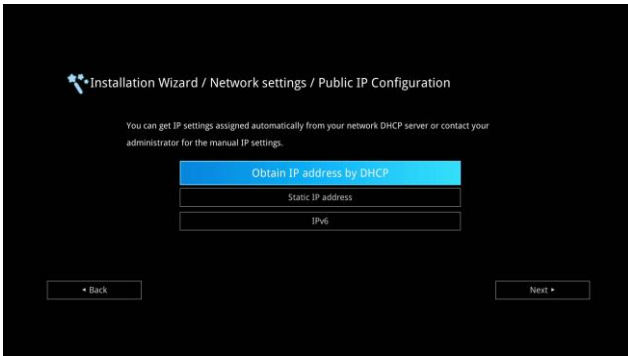 Installation Wizard / Network settings / Public IP Configuration
You can get IP settings assigned automatically from your network DHCP server or contact your
administrator for the manual IP settings.
Obtain IP address by DHCP
Static IP address
IPv6
Back
Next